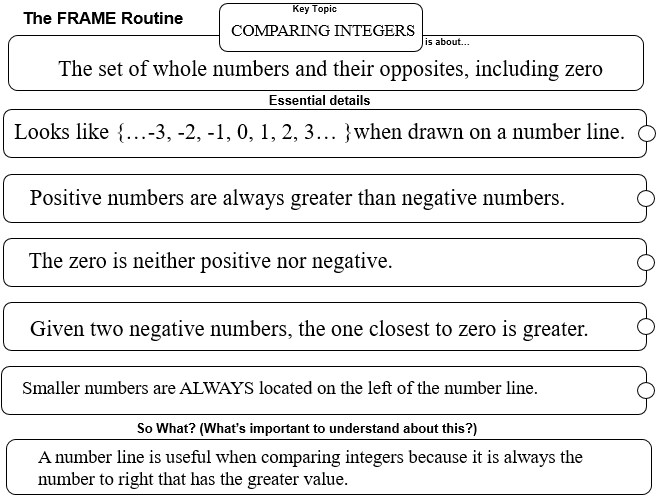 The FRAME Routine
Key Topic
COMPARING INTEGERS
is about…
The set of whole numbers and their opposites, including zero
Essential details
Looks like {…-3, -2, -1, 0, 1, 2, 3… }when drawn on a number line.
Positive numbers are always greater than negative numbers.
The zero is neither positive nor negative.
Given two negative numbers, the one closest to zero is greater.
Smaller numbers are ALWAYS located on the left of the number line.
So What? (What’s important to understand about this?)
A number line is useful when comparing integers because it is always the
number to right that has the greater value.